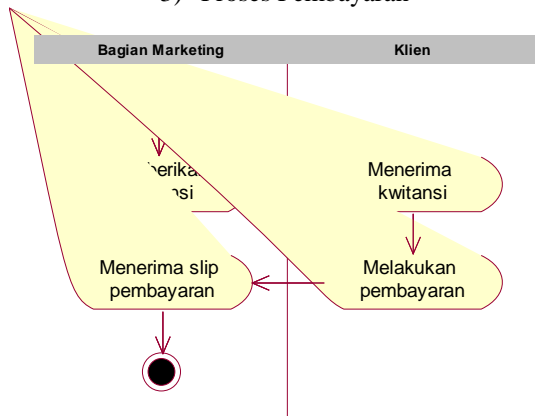 Bagian Marketing
Klien
Menerima
kwitansi
Menerima slip
pembayaran
Melakukan
pembayaran